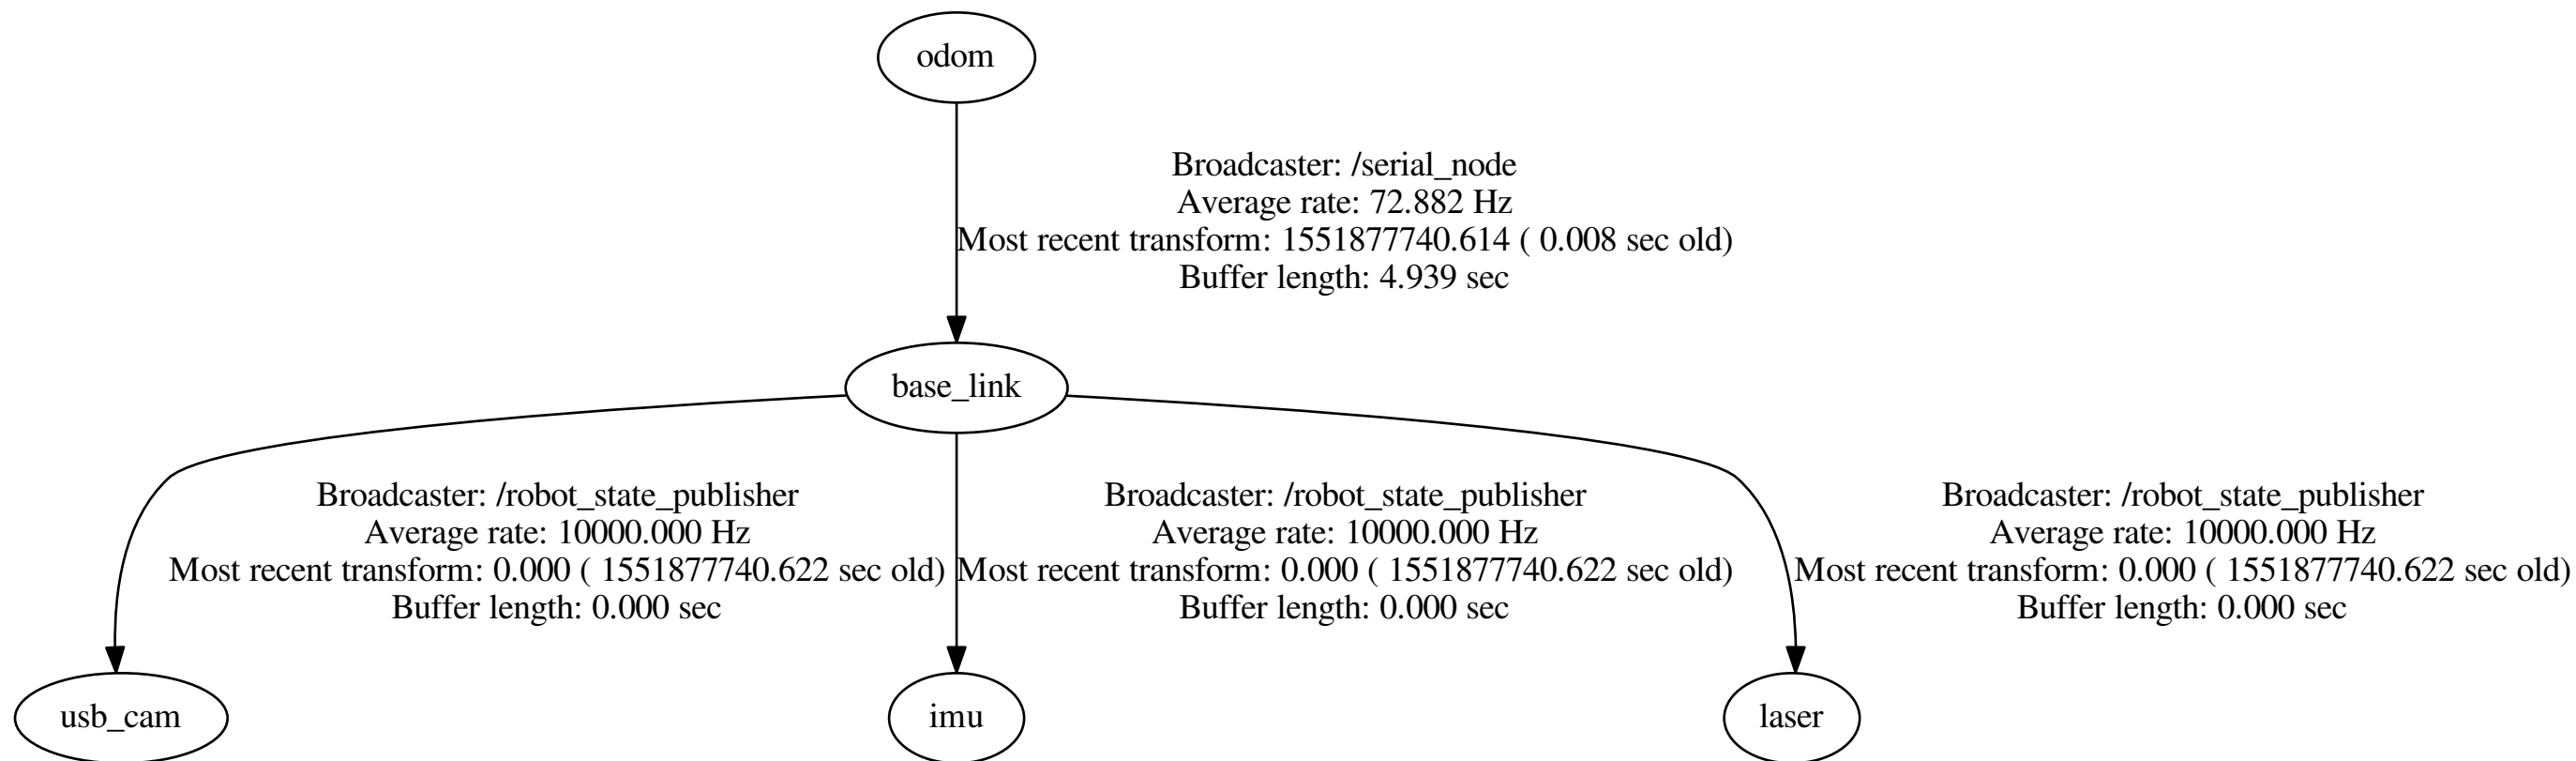 odom
Broadcaster: /serial_node
Average rate: 72.882 Hz
Most recent transform: 1551877740.614 ( 0.008 sec old)
Buffer length: 4.939 sec
base_link
Broadcaster: /robot_state_publisher
Average rate: 10000.000 Hz
Most recent transform: 0.000 ( 1551877740.622 sec old)
Buffer length: 0.000 sec
Broadcaster: /robot_state_publisher
Average rate: 10000.000 Hz
Most recent transform: 0.000 ( 1551877740.622 sec old)
Buffer length: 0.000 sec
Broadcaster: /robot_state_publisher
Average rate: 10000.000 Hz
Most recent transform: 0.000 ( 1551877740.622 sec old)
Buffer length: 0.000 sec
usb_cam
imu
laser